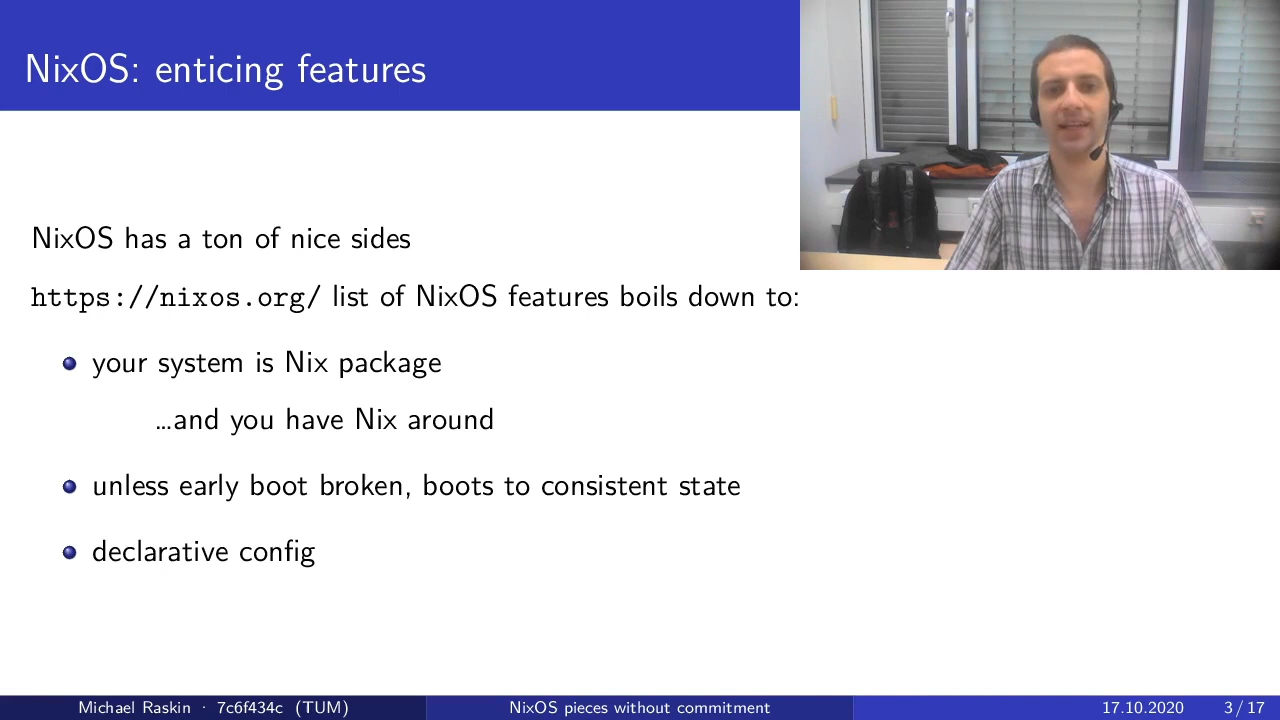 NixOS: enticing features
NixOS has a ton of nice sides
https://nixos.org/ list of NixOS features boils down to:
your system is Nix package
…and you have Nix around
unless early boot broken, boots to consistent state
declarative config
Michael Raskin · 7c6f434c (TUM) NixOS pieces without commitment 17.10.2020 3 / 17